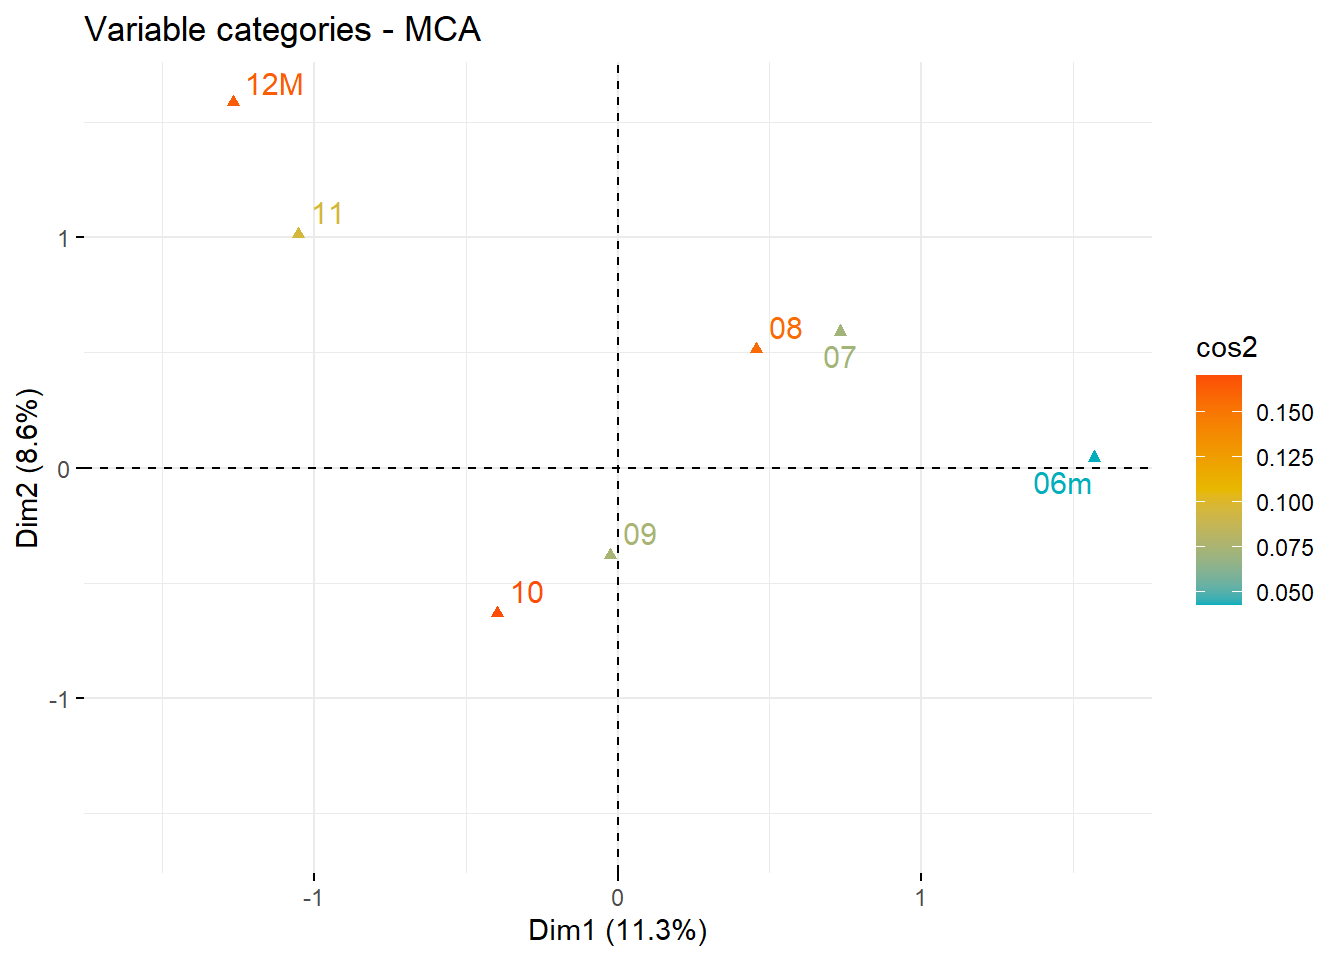 Variable categories - MCA
12M
11
08
07
06m
09
10
1
0
-1
Dim2 (8.6%)
-1
0
1
Dim1 (11.3%)
cos2
0.150
0.125
0.100
0.075
0.050